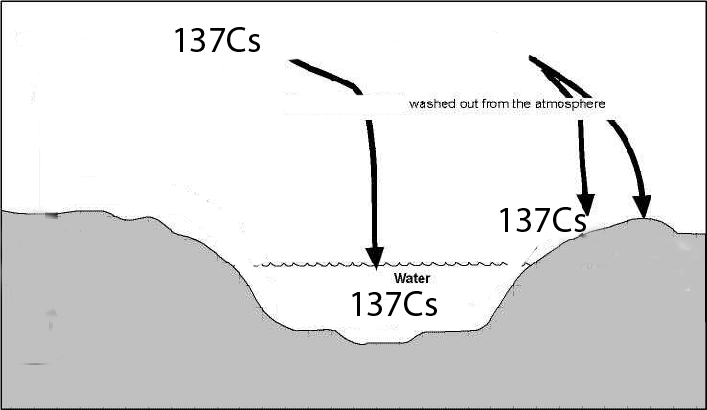 137Cs
washed out from the atmosphere
137Cs
Water
137Cs